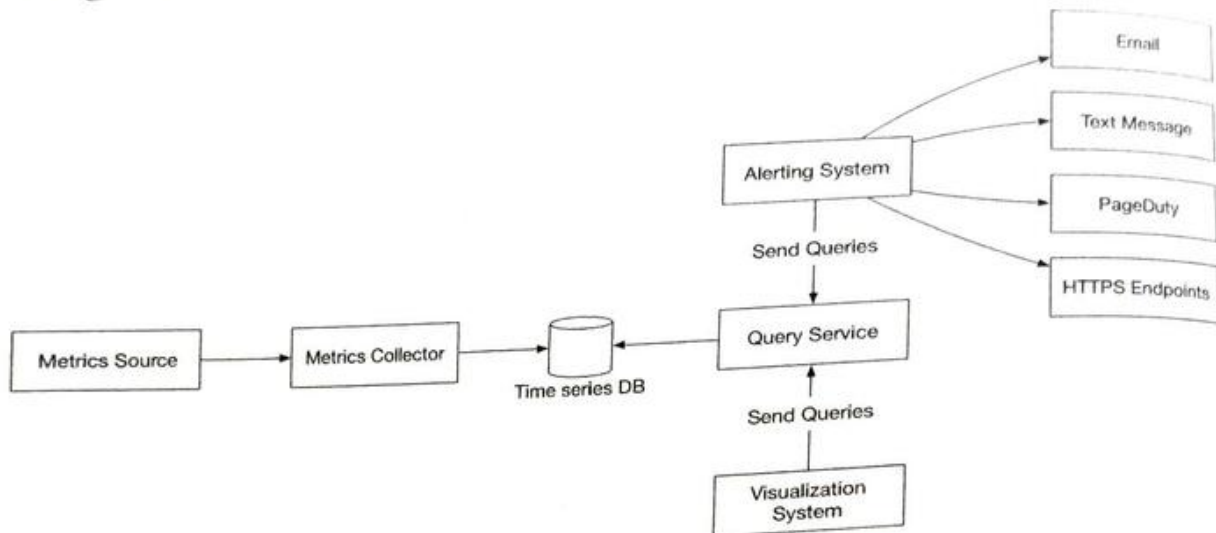 Email
Text Message
Alerting System
PageDuty
Send Queries
HTTPS Endpoints
Query Service
Metrics Source
Metrics Collector
Time series DB
Send Queries
Visualization
System